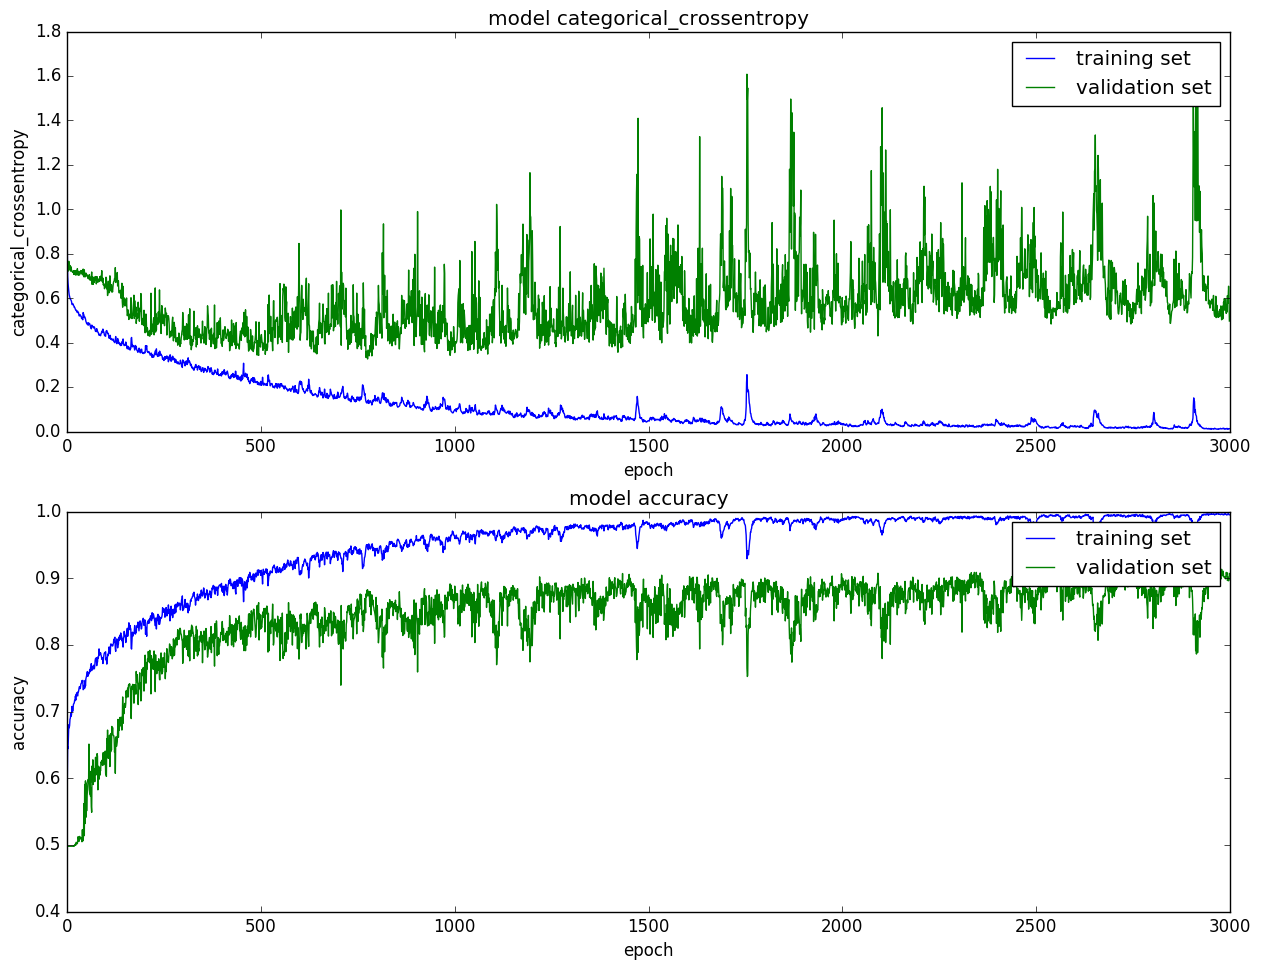 model categorical_crossentropy
1.8
1.6
1.4
1.2
1.0
0.8
0.6
0.4
0.2
0.0
categorical_crossentropy
training set
validation set
0 500 1000 1500 2000 2500 3000
epoch
model accuracy
1.0
0.9
0.8
0.7
0.6
0.5
0.4
accuracy
training set
validation set
0 500 1000 1500 2000 2500 3000
epoch